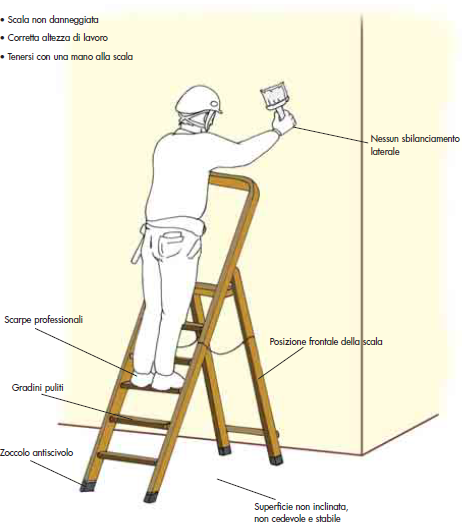 • Scala non danneggiata
• Corretta altezza di lavoro
• Tenersi con una mano alla scala
Nessun sbilanciamento
laterale
Scarpe professionali
Posizione frontale della scala
Gradini puliti
Zoccolo antiscivolo
Superficie non inclinata,
non cedevole e stabile